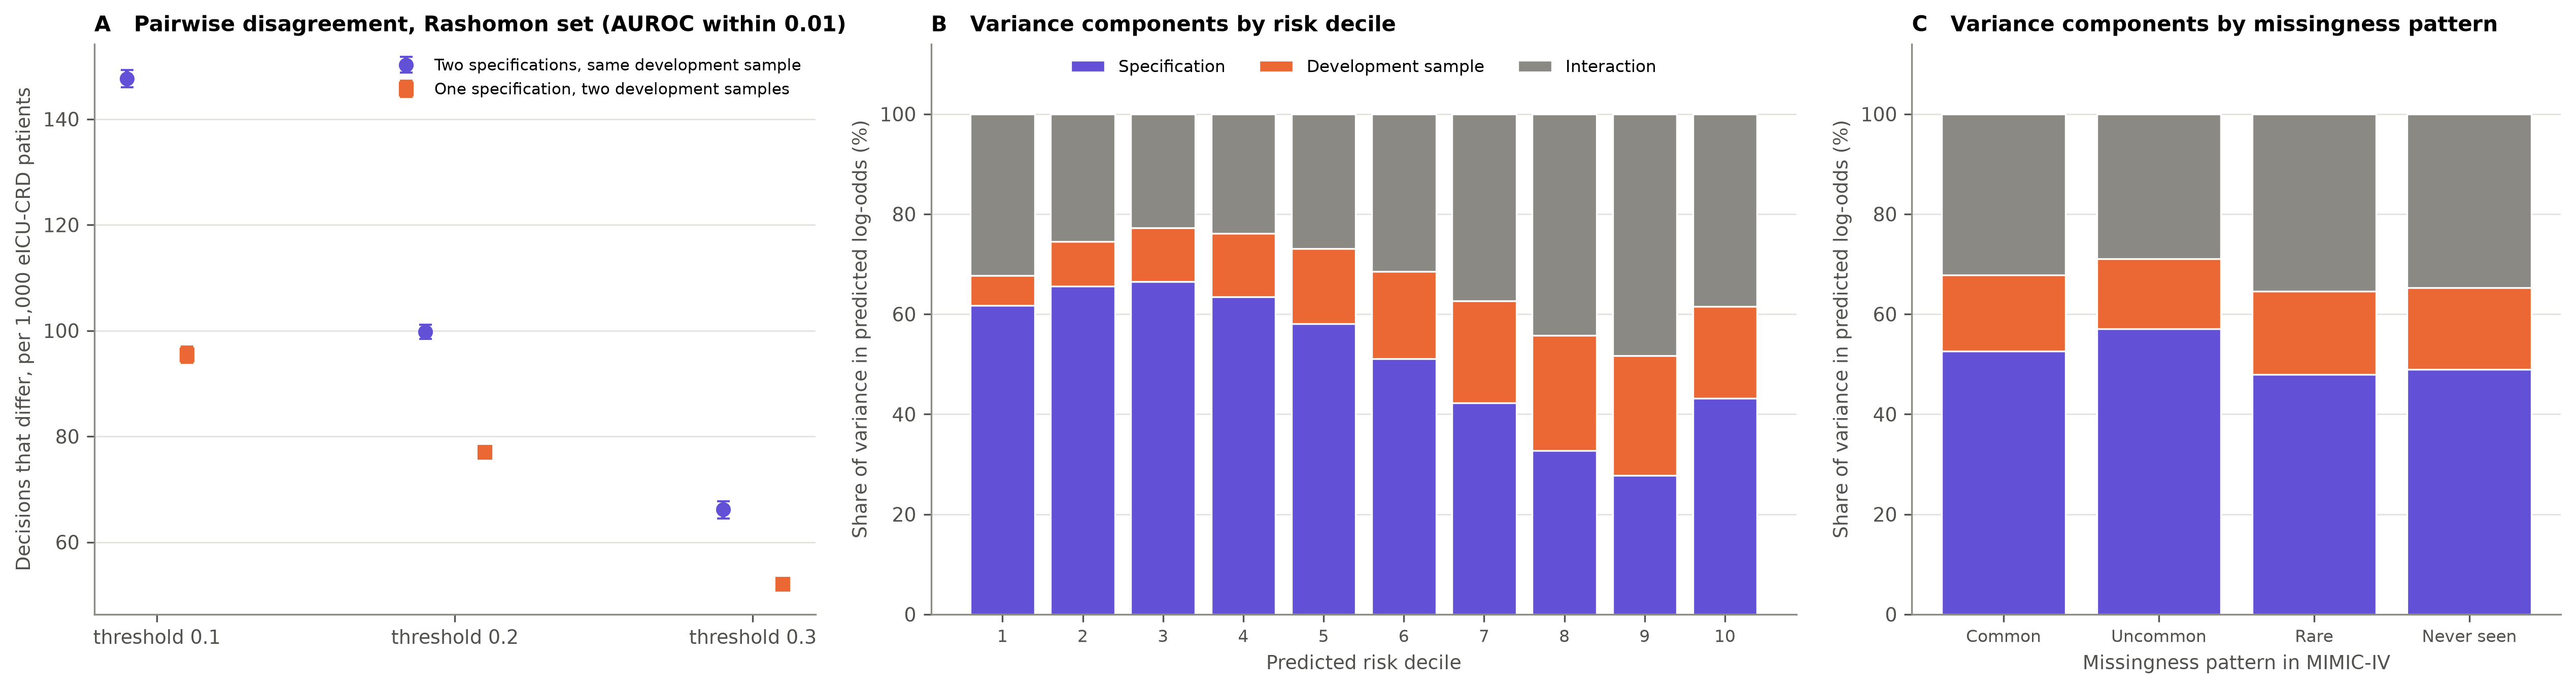 A Pairwise disagreement, Rashomon set (AUROC within 0.01)
Two specifications, same development sample
One specification, two development samples
Decisions that differ, per 1,000 eICU-CRD patients
140
120
100
80
60
threshold 0.1
threshold 0.2
threshold 0.3
B Variance components by risk decile
Specification
Development sample
Interaction
Share of variance in predicted log-odds (%)
100
80
60
40
20
0
1
2
3
4
5
6
7
8
9
10
Predicted risk decile
C Variance components by missingness pattern
Share of variance in predicted log-odds (%)
100
80
60
40
20
0
Common
Uncommon
Rare
Never seen
Missingness pattern in MIMIC-IV